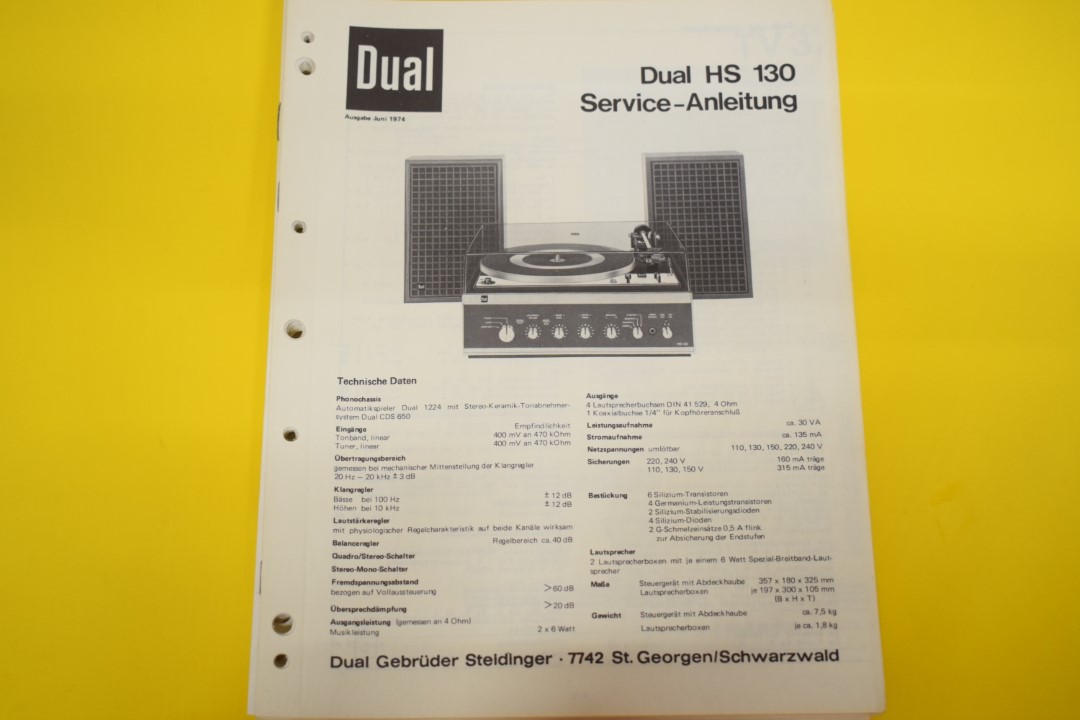 Dual
Ausgabe Juni 1974
Dual HS 130
Service-Anleitung
Technische Daten
Phonochassis
Automatikspieler Dual 1224 mit Stereo-Keramik-Tonabnehmer-
system Dual CDS 650
Eingänge Empfindlichkeit
Tonband, linear 400 mV an 470 kOhm
Tuner, linear 400 mV an 470 kOhm
Übertragungsbereich
gemessen bei mechanischer Mittenstellung der Klangregler
20 Hz – 20 kHz ± 3 dB
Klangregler
Bässe bei 100 Hz ± 12 dB
Höhen bei 10 kHz ± 12 dB
Lautstärkeregler
mit physiologischer Regelcharakteristik auf beide Kanäle wirksam
Balanceregler Regelbereich ca. 40 dB
Quadro/Stereo-Schalter
Stereo-Mono-Schalter
Fremdspannungsabstand
bezogen auf Vollaussteuerung >60 dB
Übersprechdämpfung >20 dB
Ausgangsleistung (gemessen an 4 Ohm)
Musikleistung 2 x 6 Watt
Ausgänge
4 Lautsprecherbuchsen DIN 41 529, 4 Ohm
1 Koaxialbuchse 1/4" für Kopfhöreranschluß
Leistungsaufnahme ca. 30 VA
Stromaufnahme ca. 135 mA
Netzspannungen umlötbar 110, 130, 150, 220, 240 V
Sicherungen 220, 240 V 160 mA träge
110, 130, 150 V 315 mA träge
Bestückung 6 Silizium-Transistoren
4 Germanium-Leistungstransistoren
2 Silizium-Stabilisierungsdioden
4 Silizium-Dioden
2 G-Schmelzeinsätze 0,5 A flink
zur Absicherung der Endstufen
Lautsprecher
2 Lautsprecherboxen mit je einem 6 Watt Spezial-Breitband-Laut-
sprecher
Maße Steuergerät mit Abdeckhaube 357 x 180 x 325 mm
Lautsprecherboxen je 197 x 300 x 105 mm
(B x H x T)
Gewicht Steuergerät mit Abdeckhaube ca. 7,5 kg
Lautsprecherboxen je ca. 1,8 kg
Dual Gebrüder Steidinger · 7742 St. Georgen/Schwarzwald